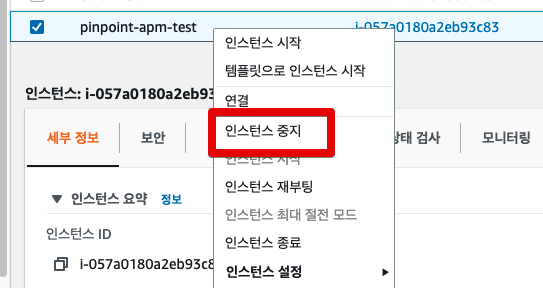 pinpoint-apm-test i-057a0180a2eb93c83
인스턴스 시작
템플릿으로 인스턴스 시작
인스턴스: i-057a0180a2eb93
연결
세부 정보 보안 인스턴스 중지 상태 검사 모니터링
인스턴스 시작
인스턴스 요약 정보 인스턴스 재부팅
인스턴스 최대 절전 모드
인스턴스 ID 인스턴스 종료
i-057a0180a2eb93c8 인스턴스 설정